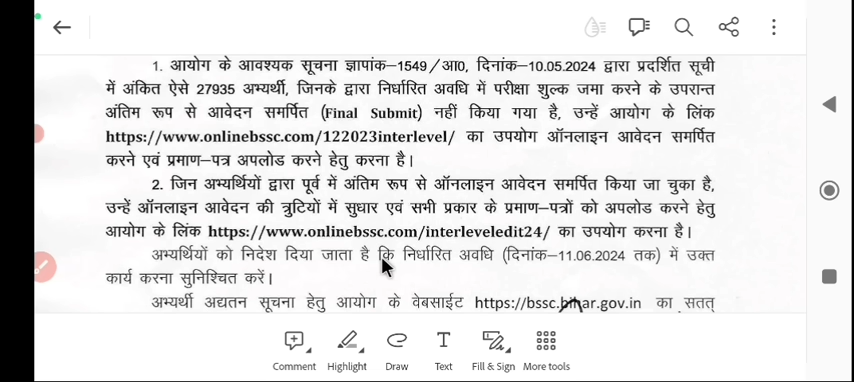 1. आयोग के आवश्यक सूचना ज्ञापांक–1549/आ0, दिनांक–10.05.2024 द्वारा प्रदर्शित सूची
में अंकित ऐसे 27935 अभ्यर्थी, जिनके द्वारा निर्धारित अवधि में परीक्षा शुल्क जमा करने के उपरान्त
अंतिम रूप से आवेदन समर्पित (Final Submit) नहीं किया गया है, उन्हें आयोग के लिंक
https://www.onlinebssc.com/122023interlevel/ का उपयोग ऑनलाइन आवेदन समर्पित
करने एवं प्रमाण–पत्र अपलोड करने हेतु करना है।
2. जिन अभ्यर्थियों द्वारा पूर्व में अंतिम रूप से ऑनलाइन आवेदन समर्पित किया जा चुका है,
उन्हें ऑनलाइन आवेदन की त्रुटियों में सुधार एवं सभी प्रकार के प्रमाण–पत्रों को अपलोड करने हेतु
आयोग के लिंक https://www.onlinebssc.com/interleveledit24/ का उपयोग करना है।
अभ्यर्थियों को निदेश दिया जाता है कि निर्धारित अवधि (दिनांक–11.06.2024 तक) में उक्त
कार्य करना सुनिश्चित करें।
अभ्यर्थी अद्यतन सूचना हेतु आयोग के वेबसाईट https://bssc.bihar.gov.in का सतत्
Comment Highlight Draw Text Fill & Sign More tools